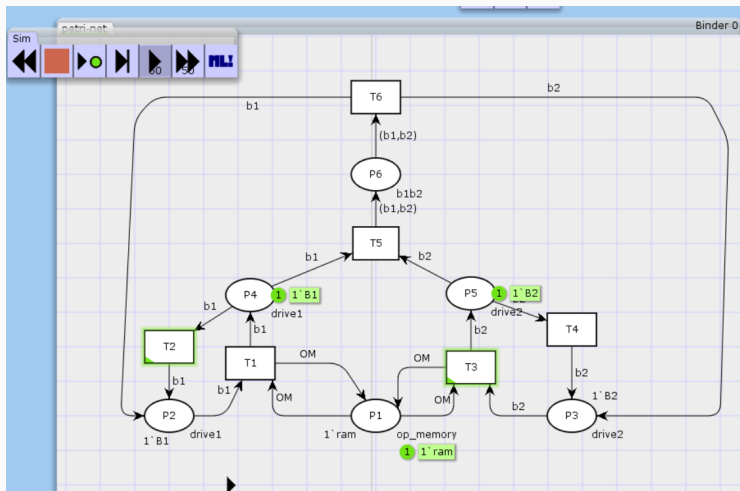 petri-net
Binder 0
Sim
ML!
T6
b1
b2
(b1,b2)
P6
b1b2
(b1,b2)
T5
b1
b2
P4
1
1`B1
drive1
P5
1
1`B2
drive2
b1
b1
T2
T1
OM
b2
OM
T3
T4
b1
b1
OM
OM
b2
b2
1`B2
P2
1`B1
drive1
P1
1`ram
op_memory
1
1`ram
P3
drive2